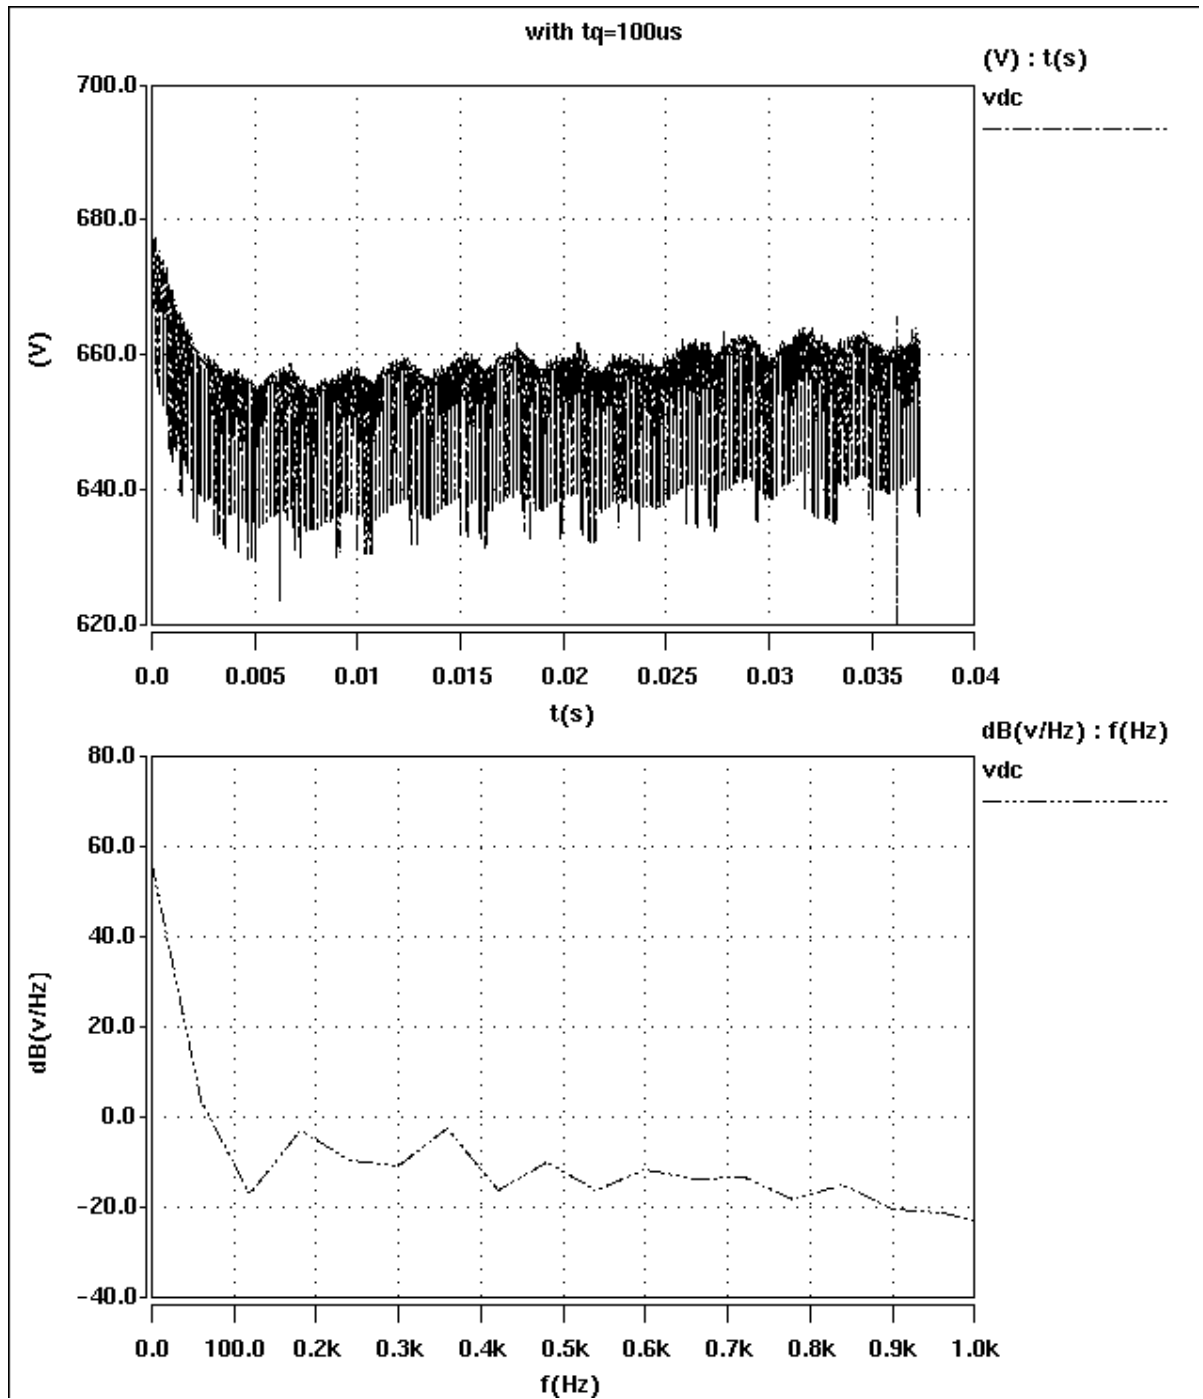 with tq=100us
(V) : t(s)
vdc
700.0
680.0
660.0
640.0
620.0
(V)
0.0 0.005 0.01 0.015 0.02 0.025 0.03 0.035 0.04
t(s)
dB(v/Hz) : f(Hz)
vdc
80.0
60.0
40.0
20.0
0.0
-20.0
-40.0
dB(v/Hz)
0.0 100.0 0.2k 0.3k 0.4k 0.5k 0.6k 0.7k 0.8k 0.9k 1.0k
f(Hz)